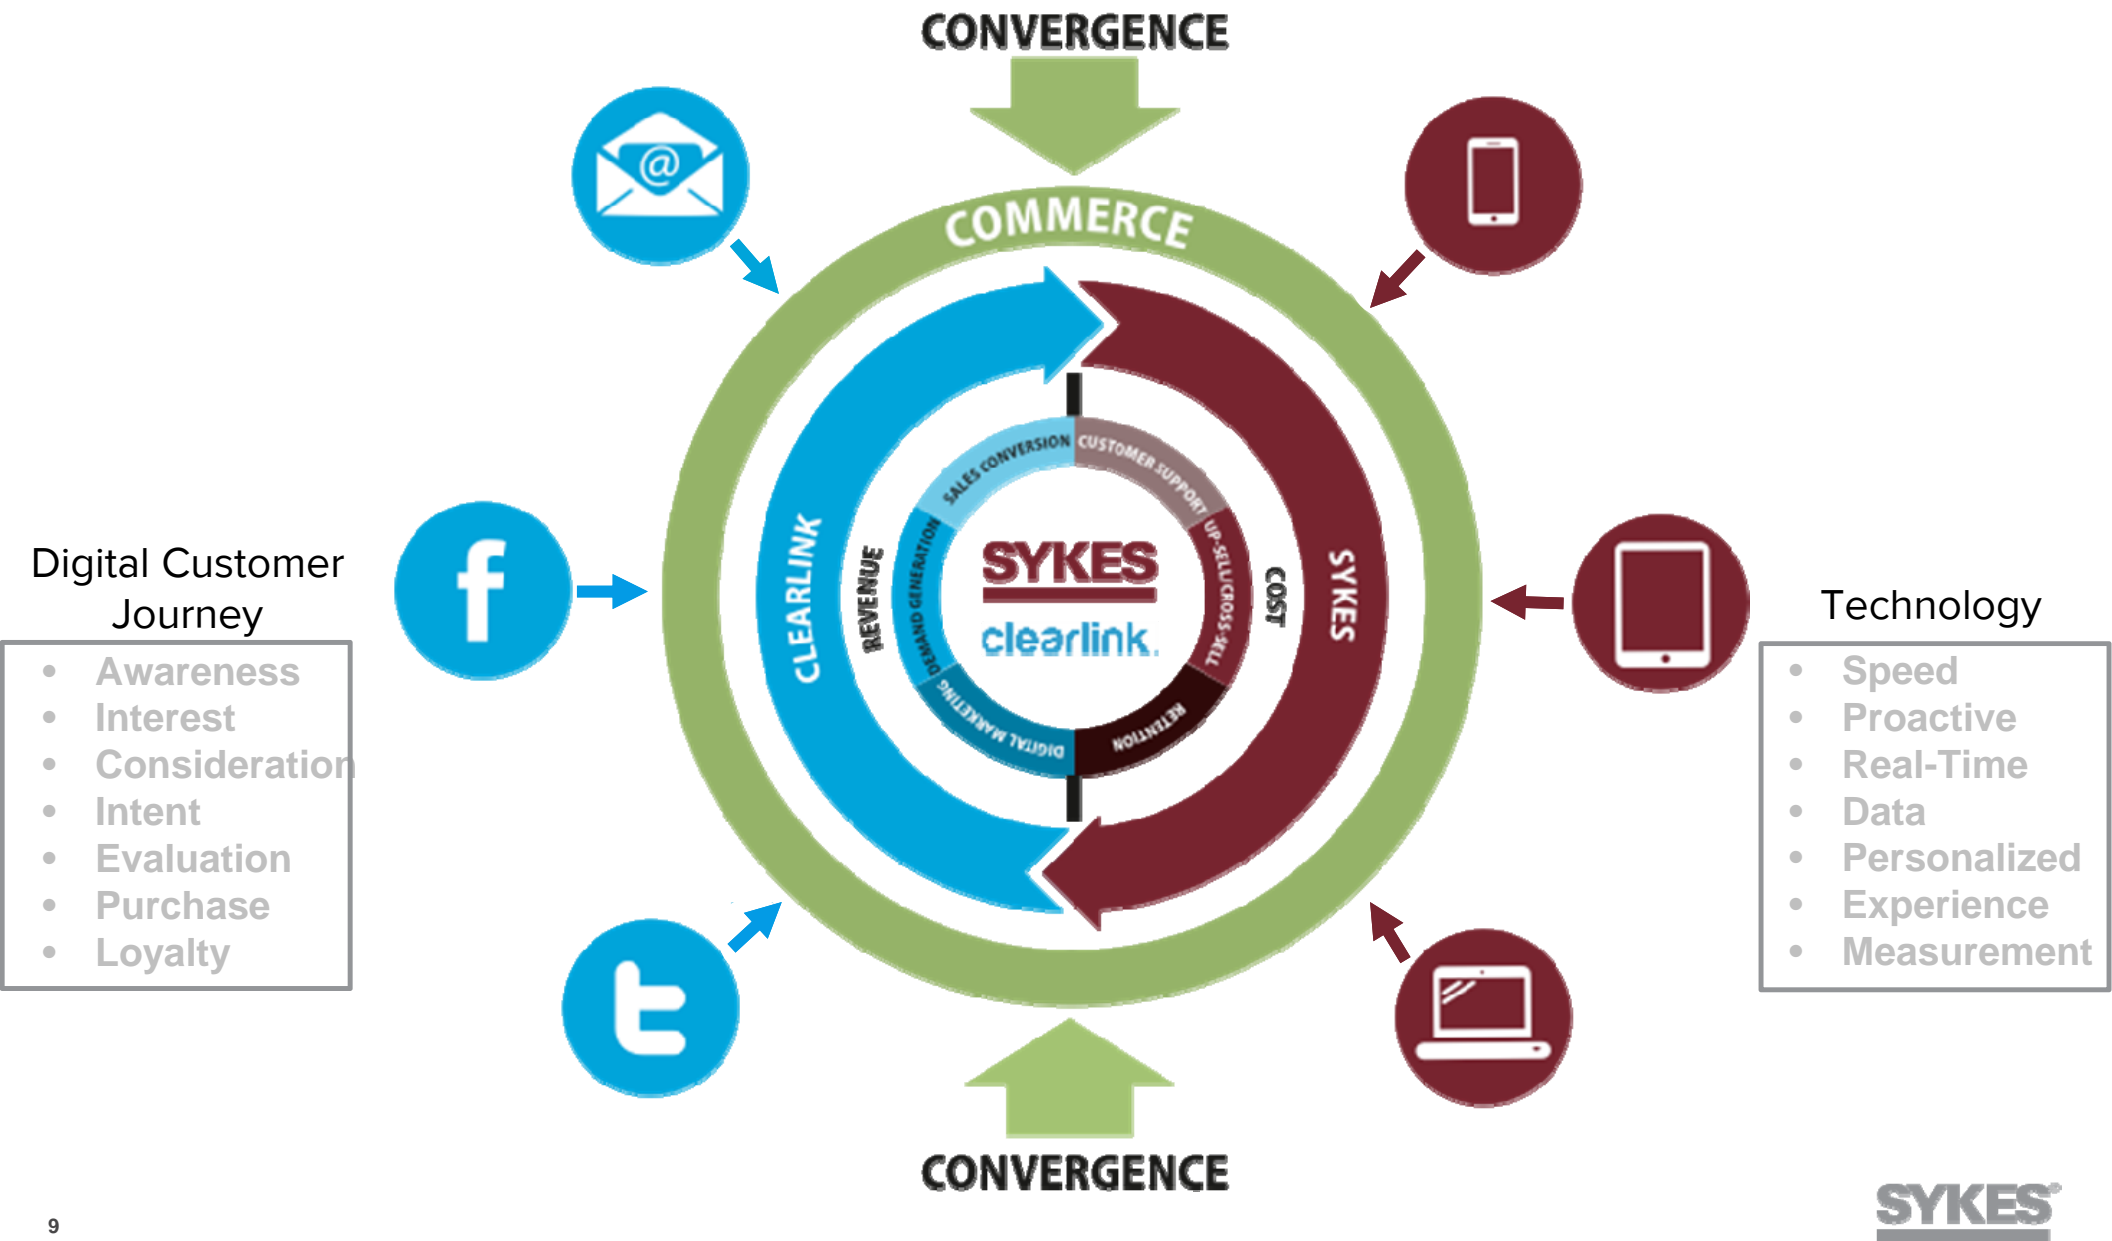 CONVERGENCE
@
COMMERCE
CLEARLINK
REVENUE
SALES CONVERSION
DEMAND GENERATION
DIGITAL MARKETING
CUSTOMER SUPPORT
UP-SELL/CROSS-SELL
RETENTION
COST
SYKES
SYKES
clearlink.
f
t
Digital Customer
Journey
• Awareness
• Interest
• Consideration
• Intent
• Evaluation
• Purchase
• Loyalty
Technology
• Speed
• Proactive
• Real-Time
• Data
• Personalized
• Experience
• Measurement
CONVERGENCE
9
SYKES®